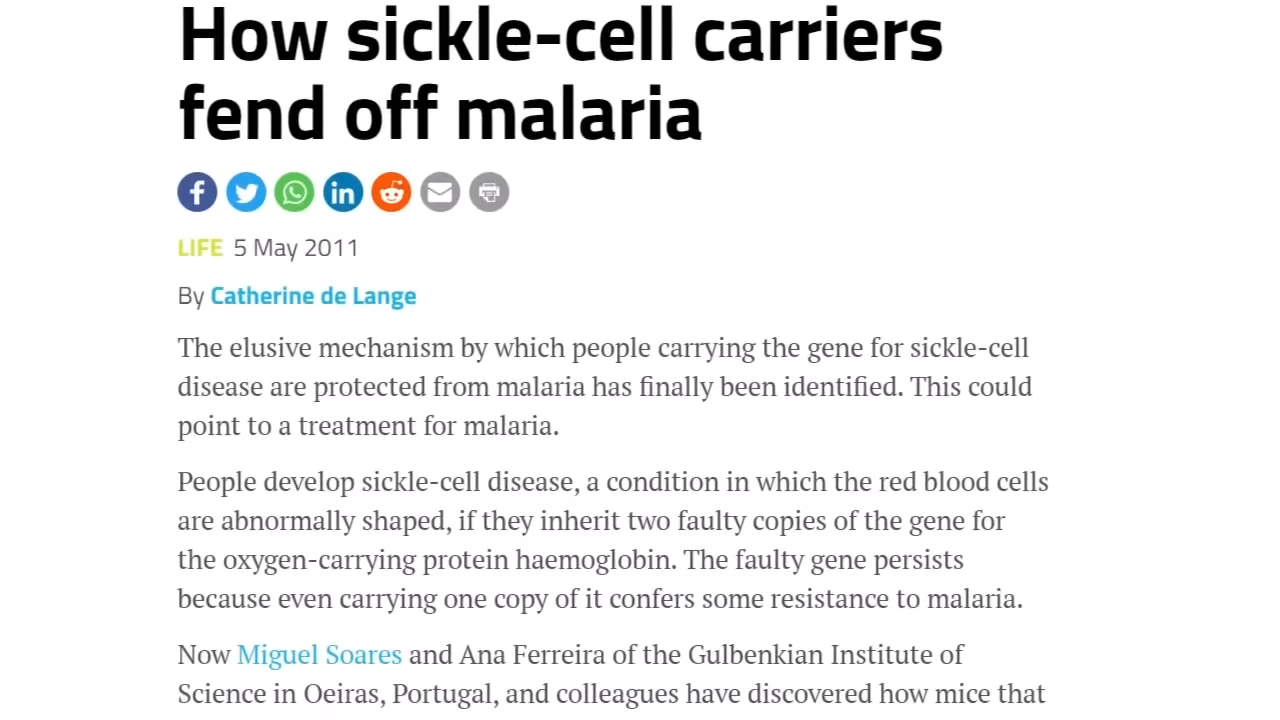 How sickle-cell carriers
fend off malaria
LIFE 5 May 2011
By Catherine de Lange
The elusive mechanism by which people carrying the gene for sickle-cell
disease are protected from malaria has finally been identified. This could
point to a treatment for malaria.
People develop sickle-cell disease, a condition in which the red blood cells
are abnormally shaped, if they inherit two faulty copies of the gene for
the oxygen-carrying protein haemoglobin. The faulty gene persists
because even carrying one copy of it confers some resistance to malaria.
Now Miguel Soares and Ana Ferreira of the Gulbenkian Institute of
Science in Oeiras, Portugal, and colleagues have discovered how mice that